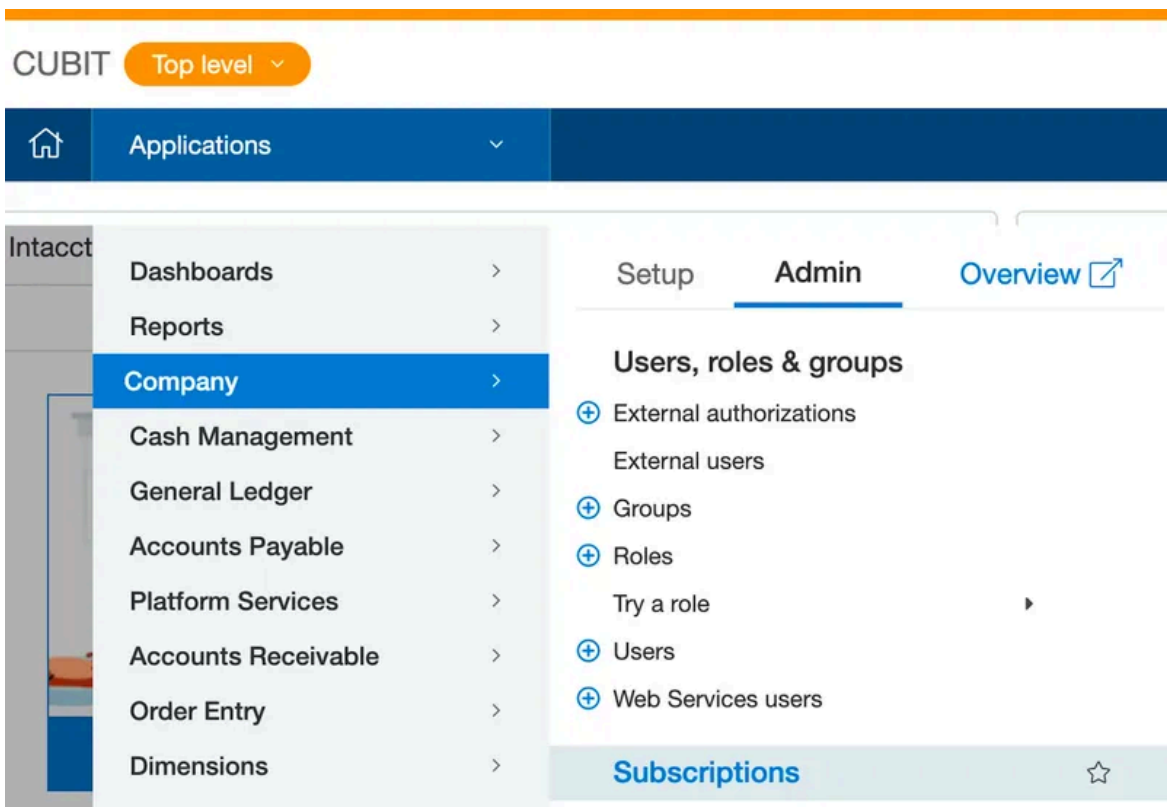 CUBIT Top level
Applications
Intacct
Dashboards
Reports
Company
Cash Management
General Ledger
Accounts Payable
Platform Services
Accounts Receivable
Order Entry
Dimensions
Setup Admin Overview
Users, roles & groups
External authorizations
External users
Groups
Roles
Try a role
Users
Web Services users
Subscriptions